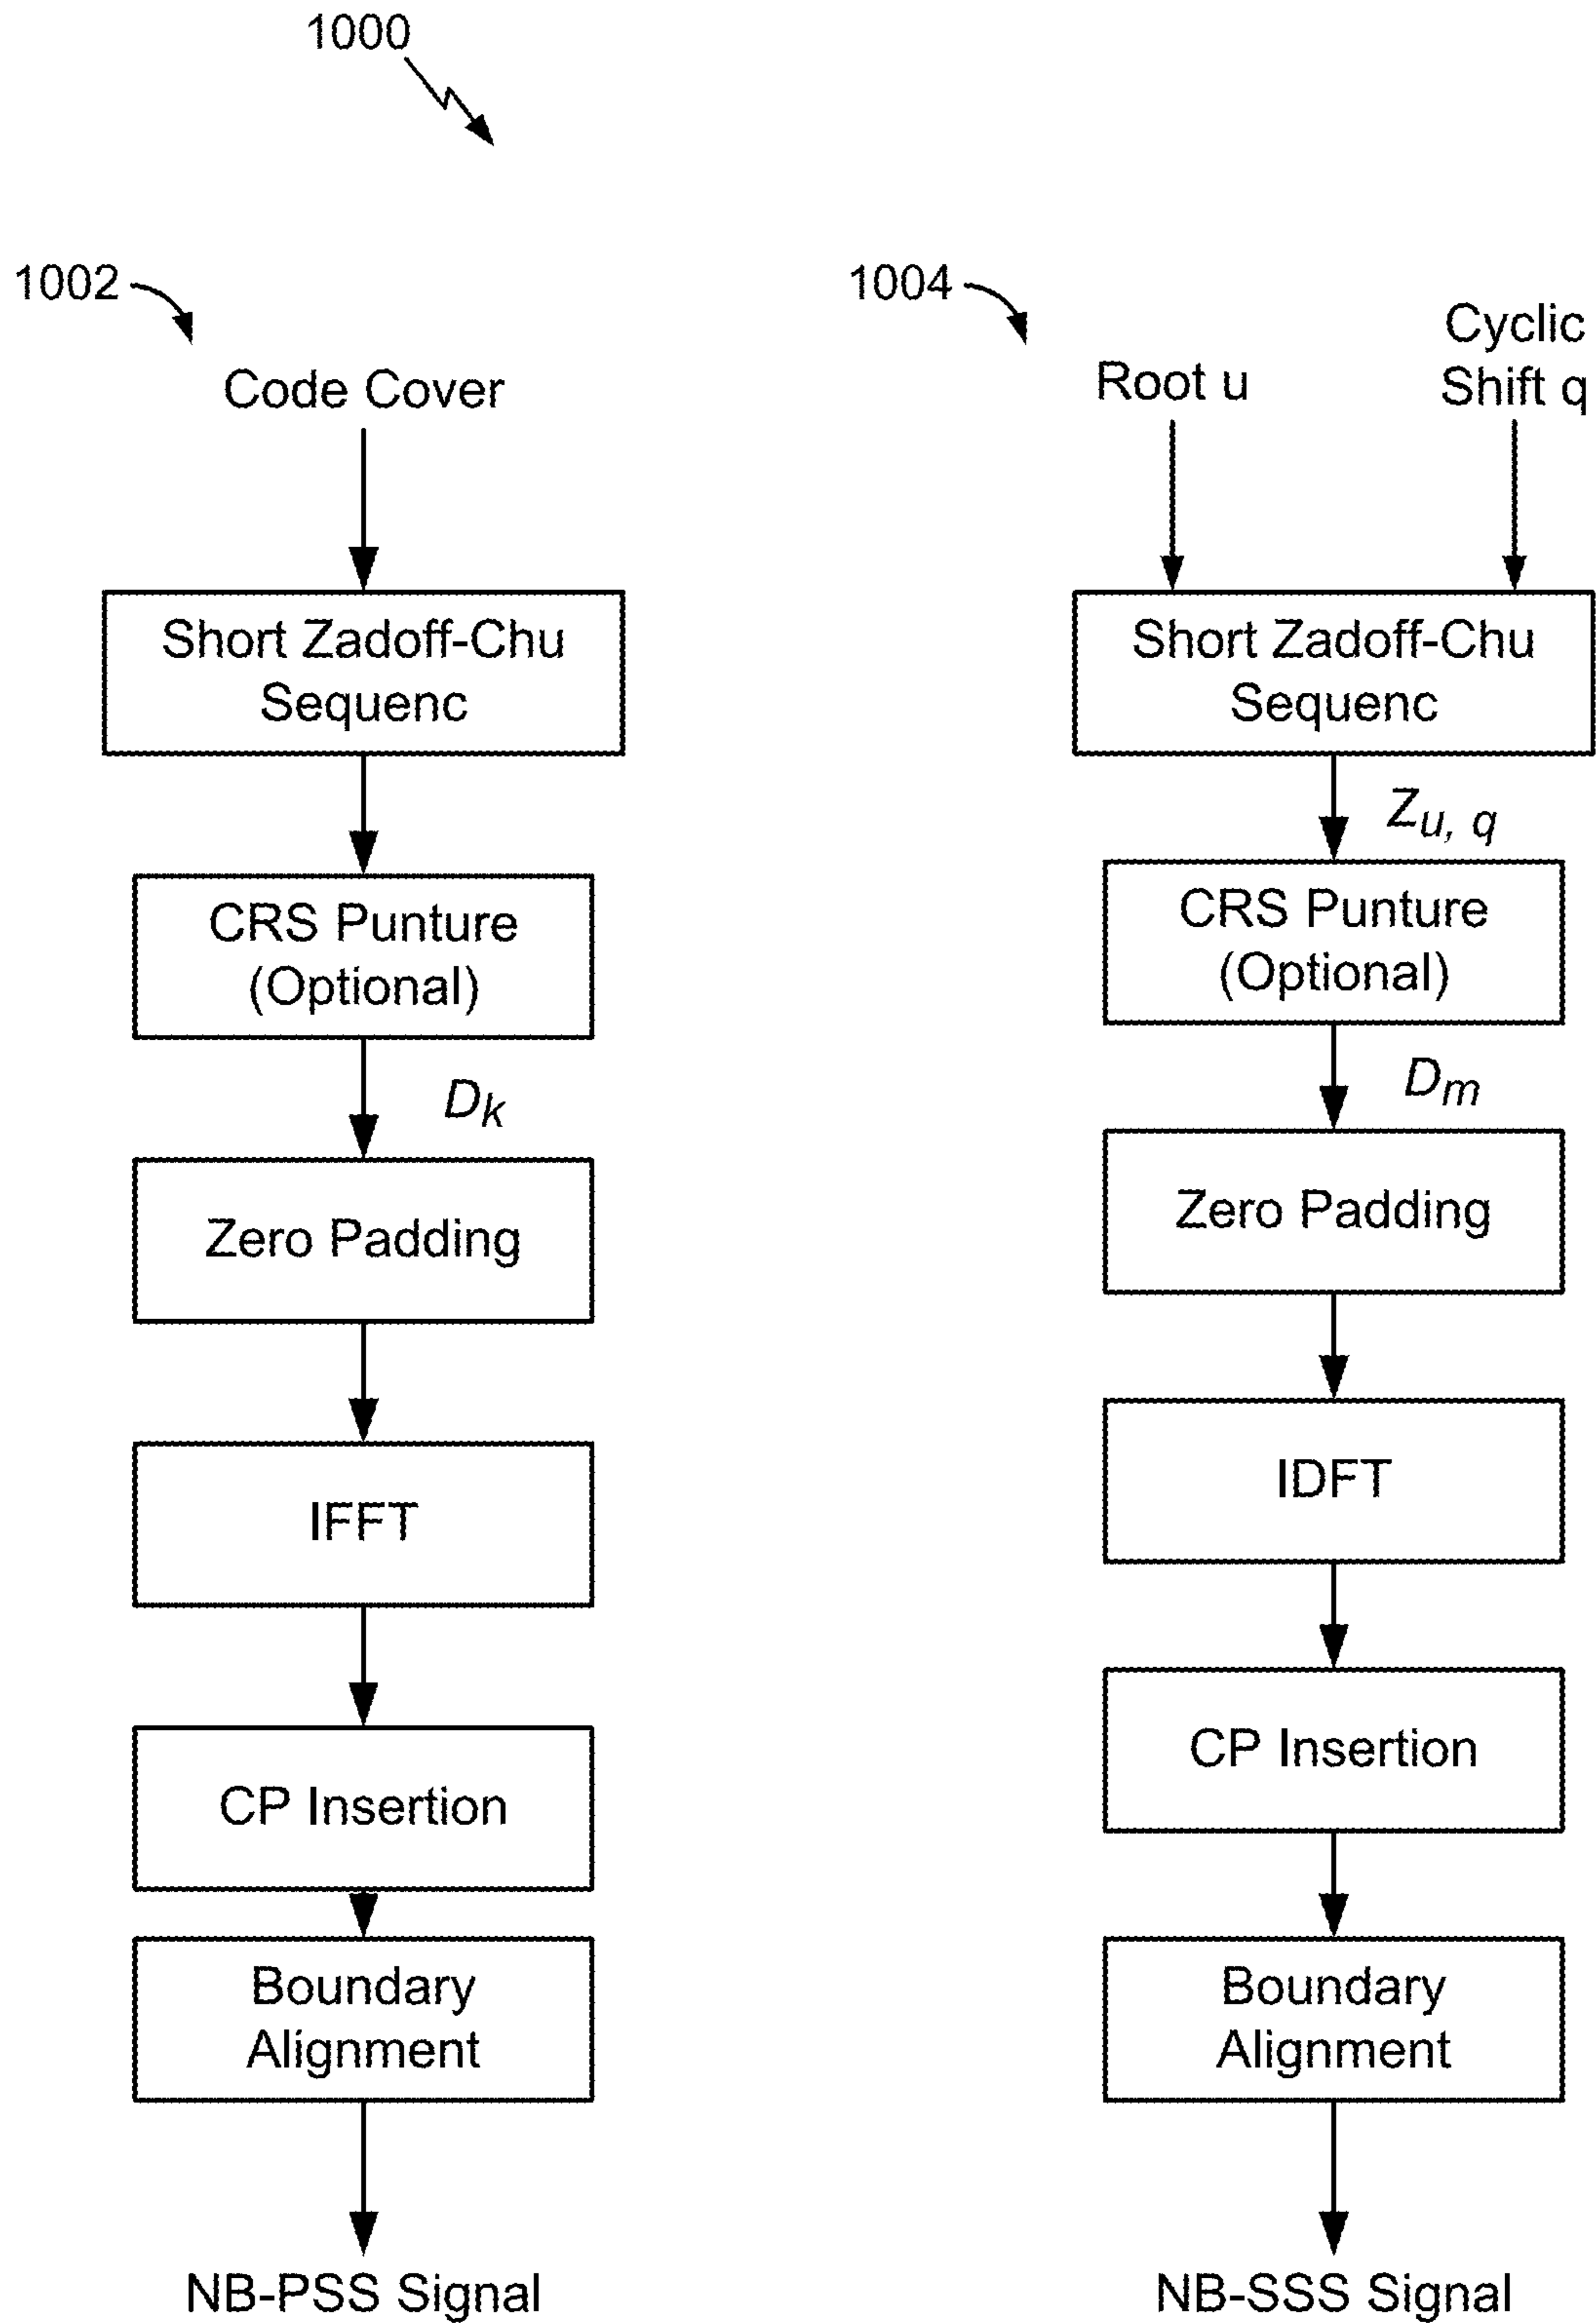 1000
1002
Code Cover
Short Zadoff-Chu
Sequenc
CRS Punture
(Optional)
Dk
Zero Padding
IFFT
CP Insertion
Boundary
Alignment
NB-PSS Signal
1004
Root u
Cyclic
Shift q
Short Zadoff-Chu
Sequenc
Zu, q
CRS Punture
(Optional)
Dm
Zero Padding
IDFT
CP Insertion
Boundary
Alignment
NB-SSS Signal